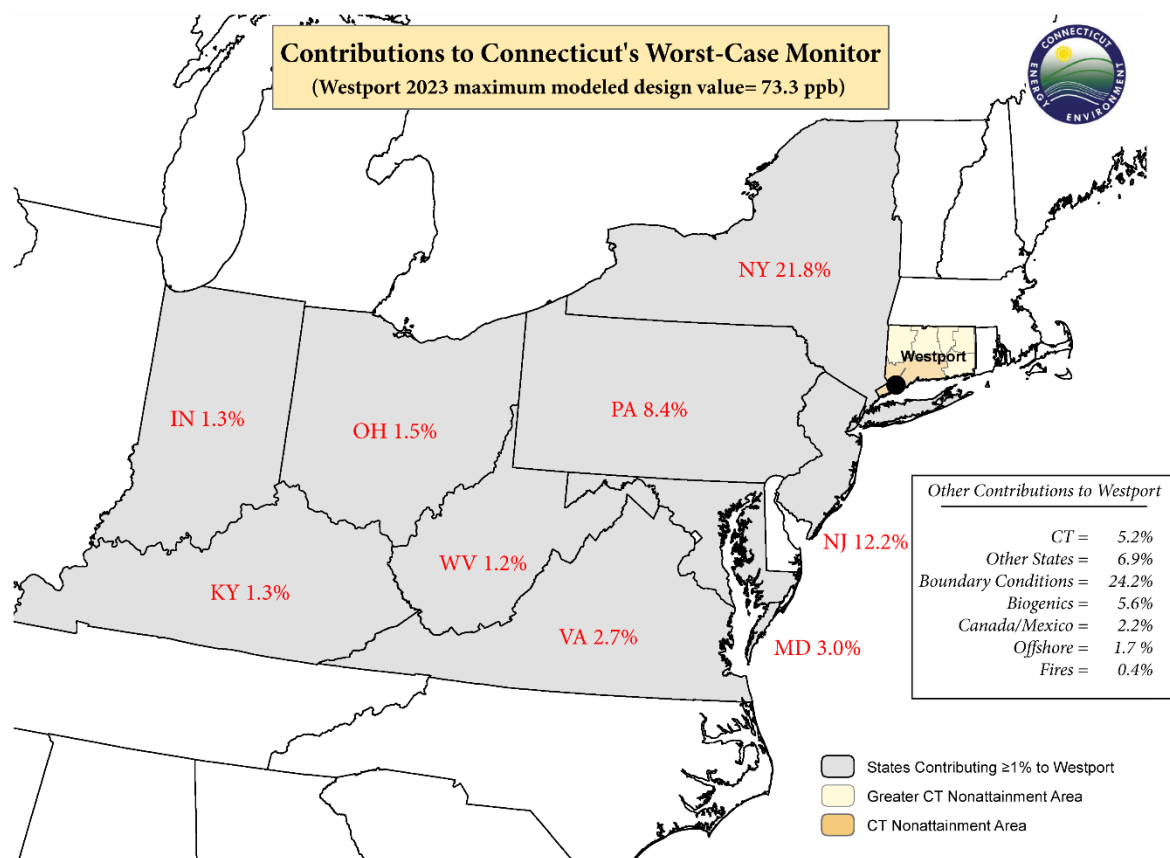 Contributions to Connecticut's Worst-Case Monitor
(Westport 2023 maximum modeled design value= 73.3 ppb)
CONNECTICUT
ENERGY
ENVIRONMENT
NY 21.8%
Westport
PA 8.4%
IN 1.3%
OH 1.5%
NJ 12.2%
WV 1.2%
KY 1.3%
VA 2.7%
MD 3.0%
Other Contributions to Westport
CT = 5.2%
Other States = 6.9%
Boundary Conditions = 24.2%
Biogenics = 5.6%
Canada/Mexico = 2.2%
Offshore = 1.7 %
Fires = 0.4%
States Contributing ≥1% to Westport
Greater CT Nonattainment Area
CT Nonattainment Area